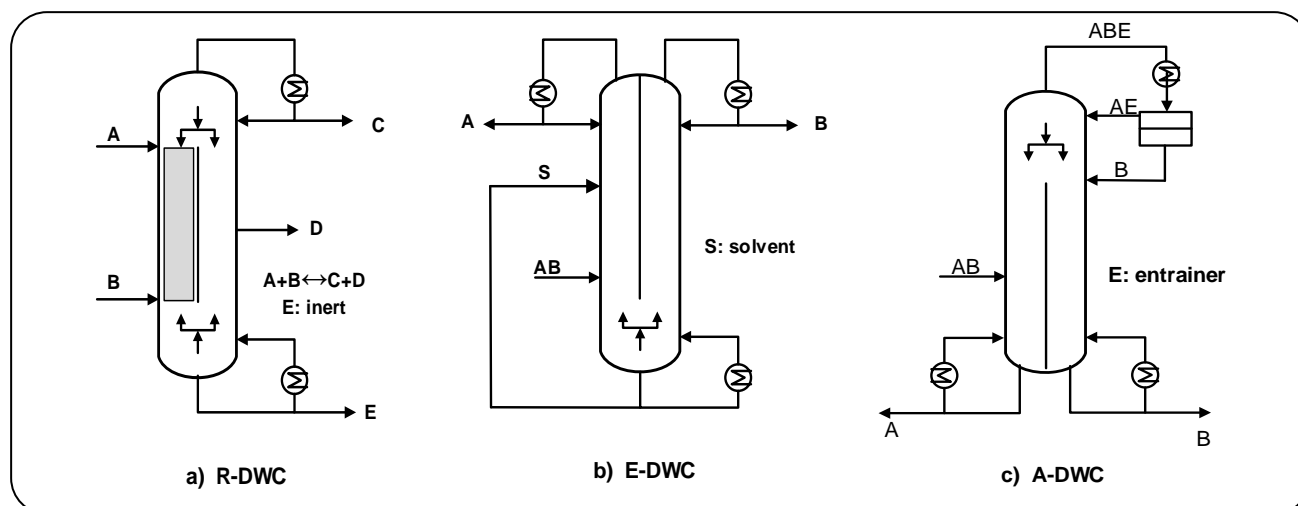 A
B
C
D
E
A+B↔C+D
E: inert
a) R-DWC
A
B
S
AB
S: solvent
b) E-DWC
ABE
AE
B
AB
E: entrainer
A
B
c) A-DWC